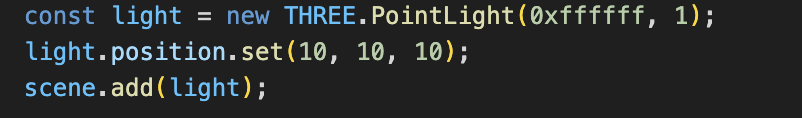 const light = new THREE.PointLight(0xffffff, 1);
light.position.set(10, 10, 10);
scene.add(light);